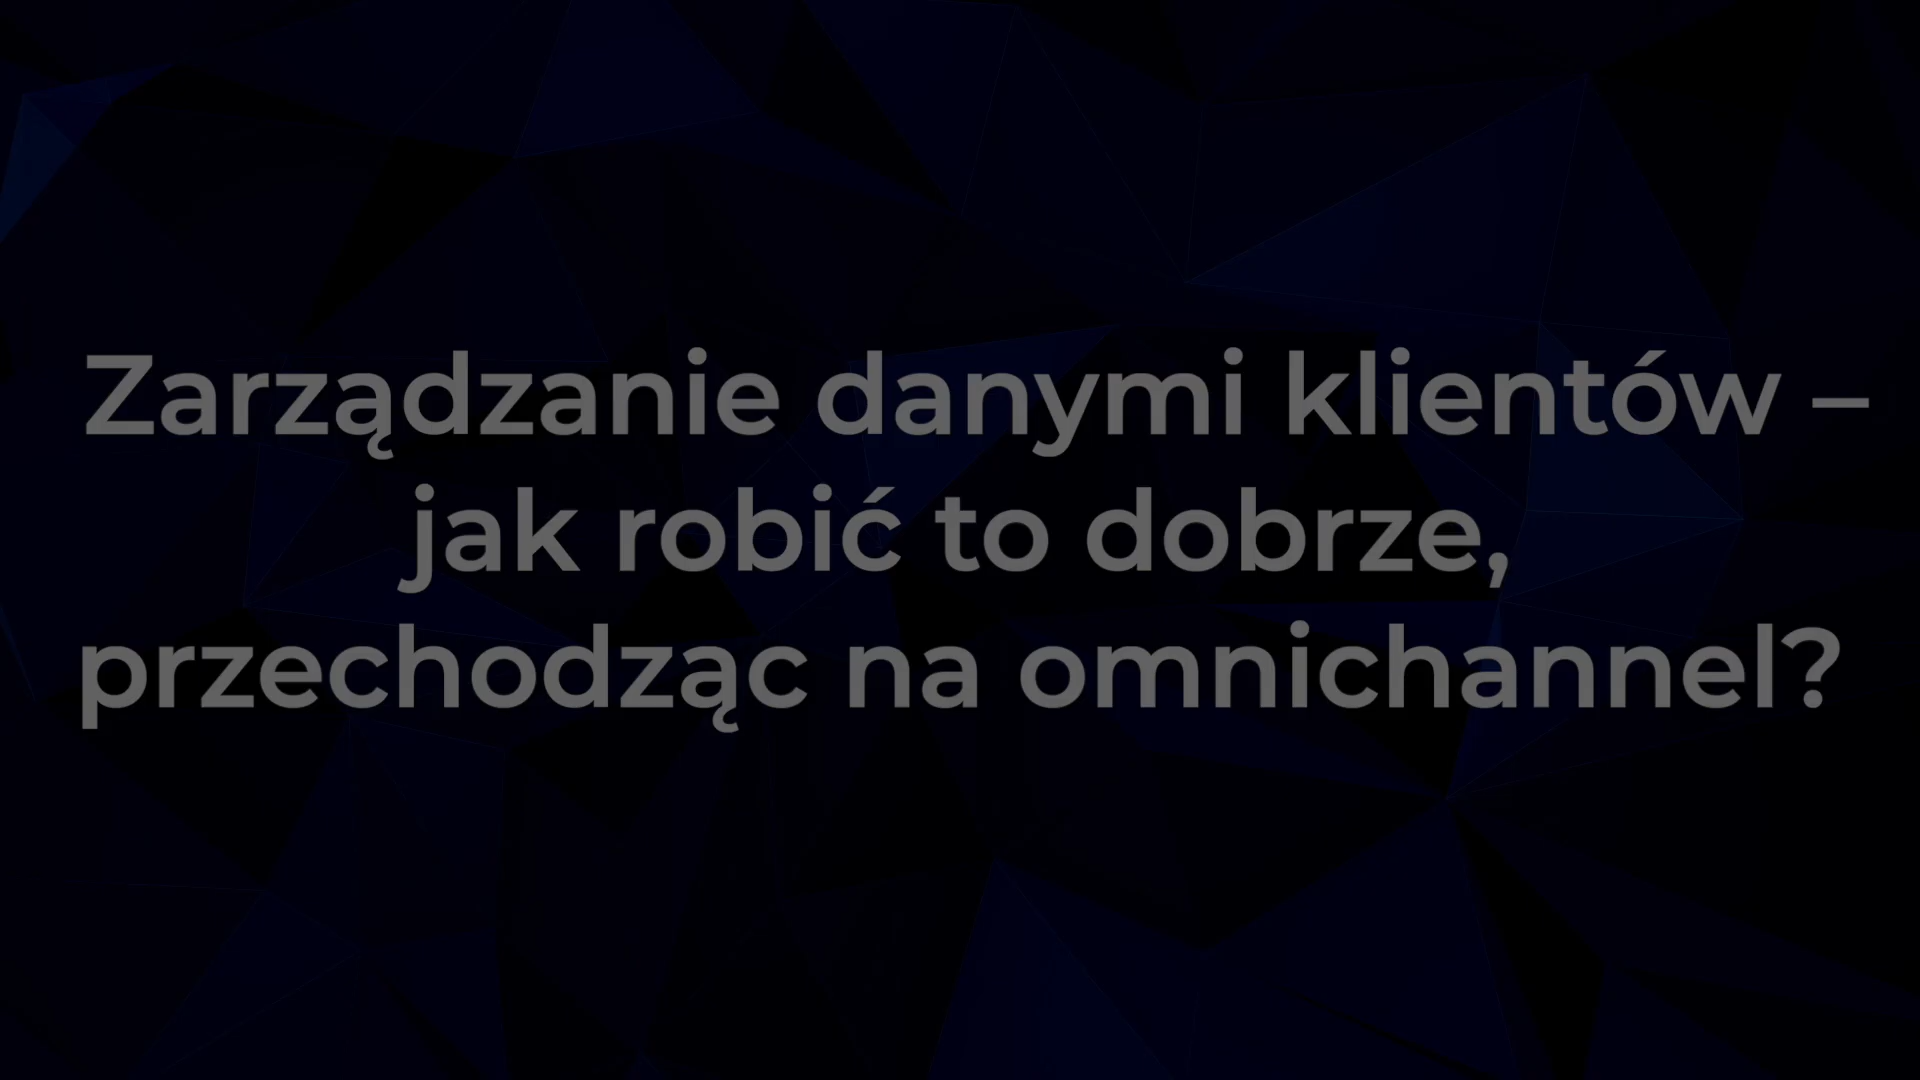 Zarządzanie danymi klientów –
jak robić to dobrze,
przechodząc na omnichannel?